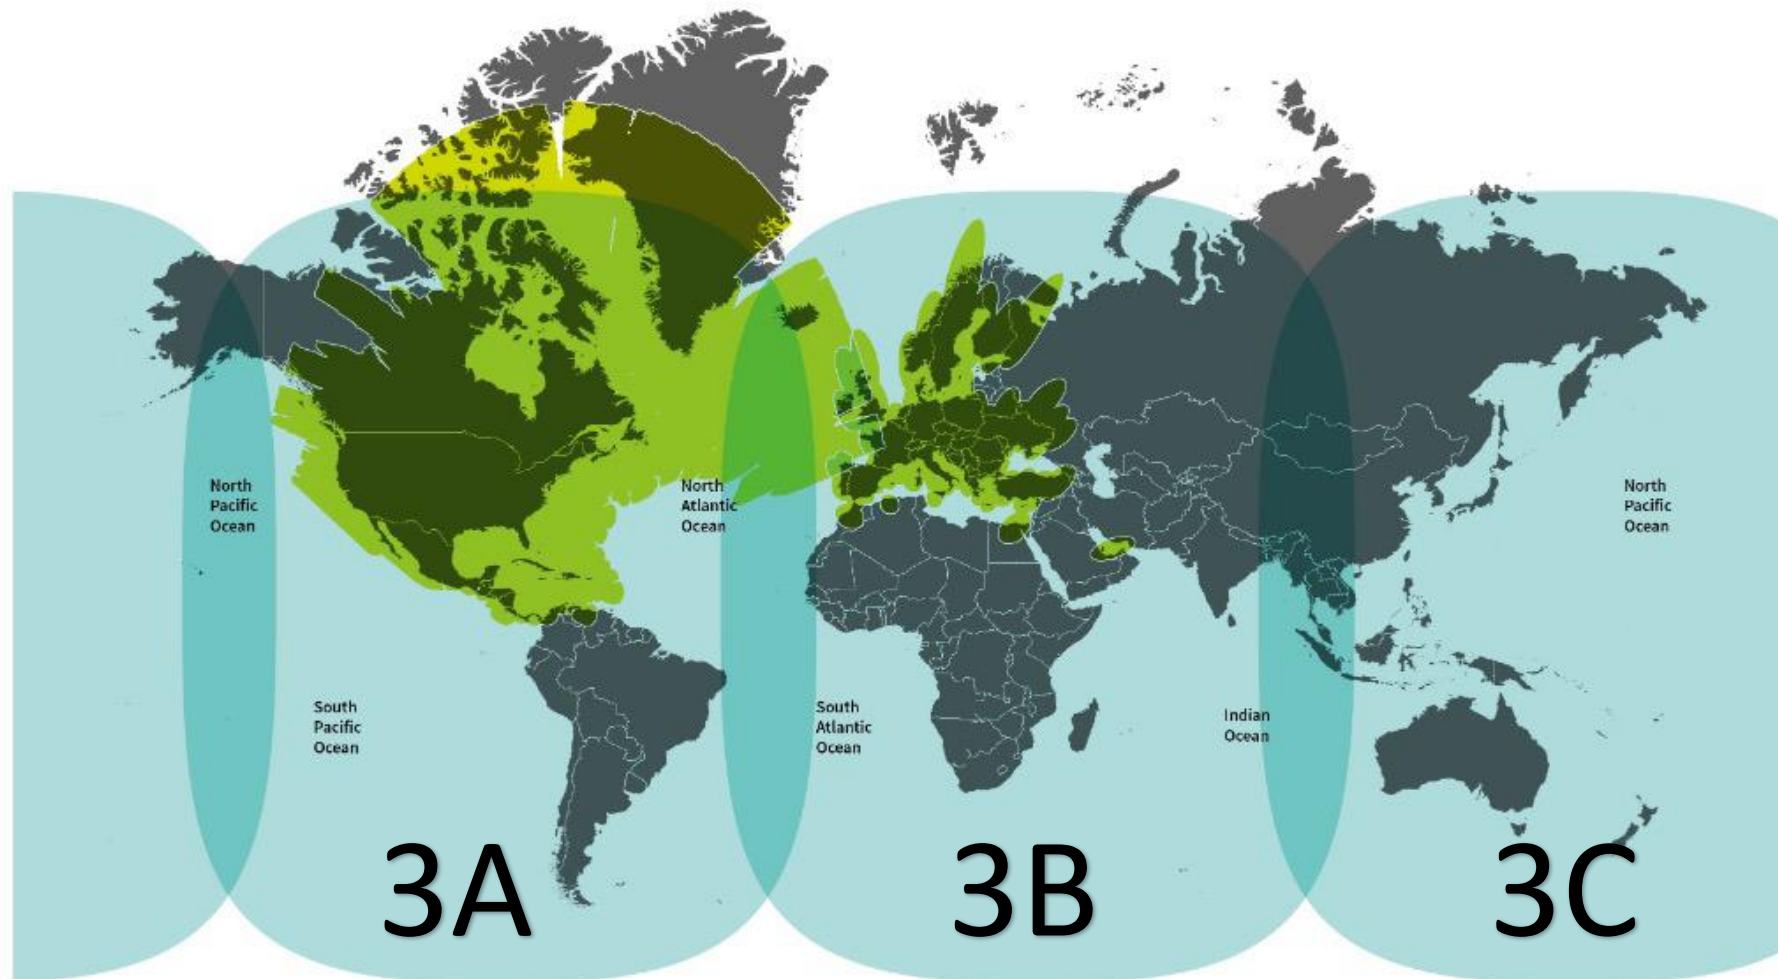 North
Pacific
Ocean
North
Atlantic
Ocean
North
Pacific
Ocean
South
Pacific
Ocean
South
Atlantic
Ocean
Indian
Ocean
3A
3B
3C